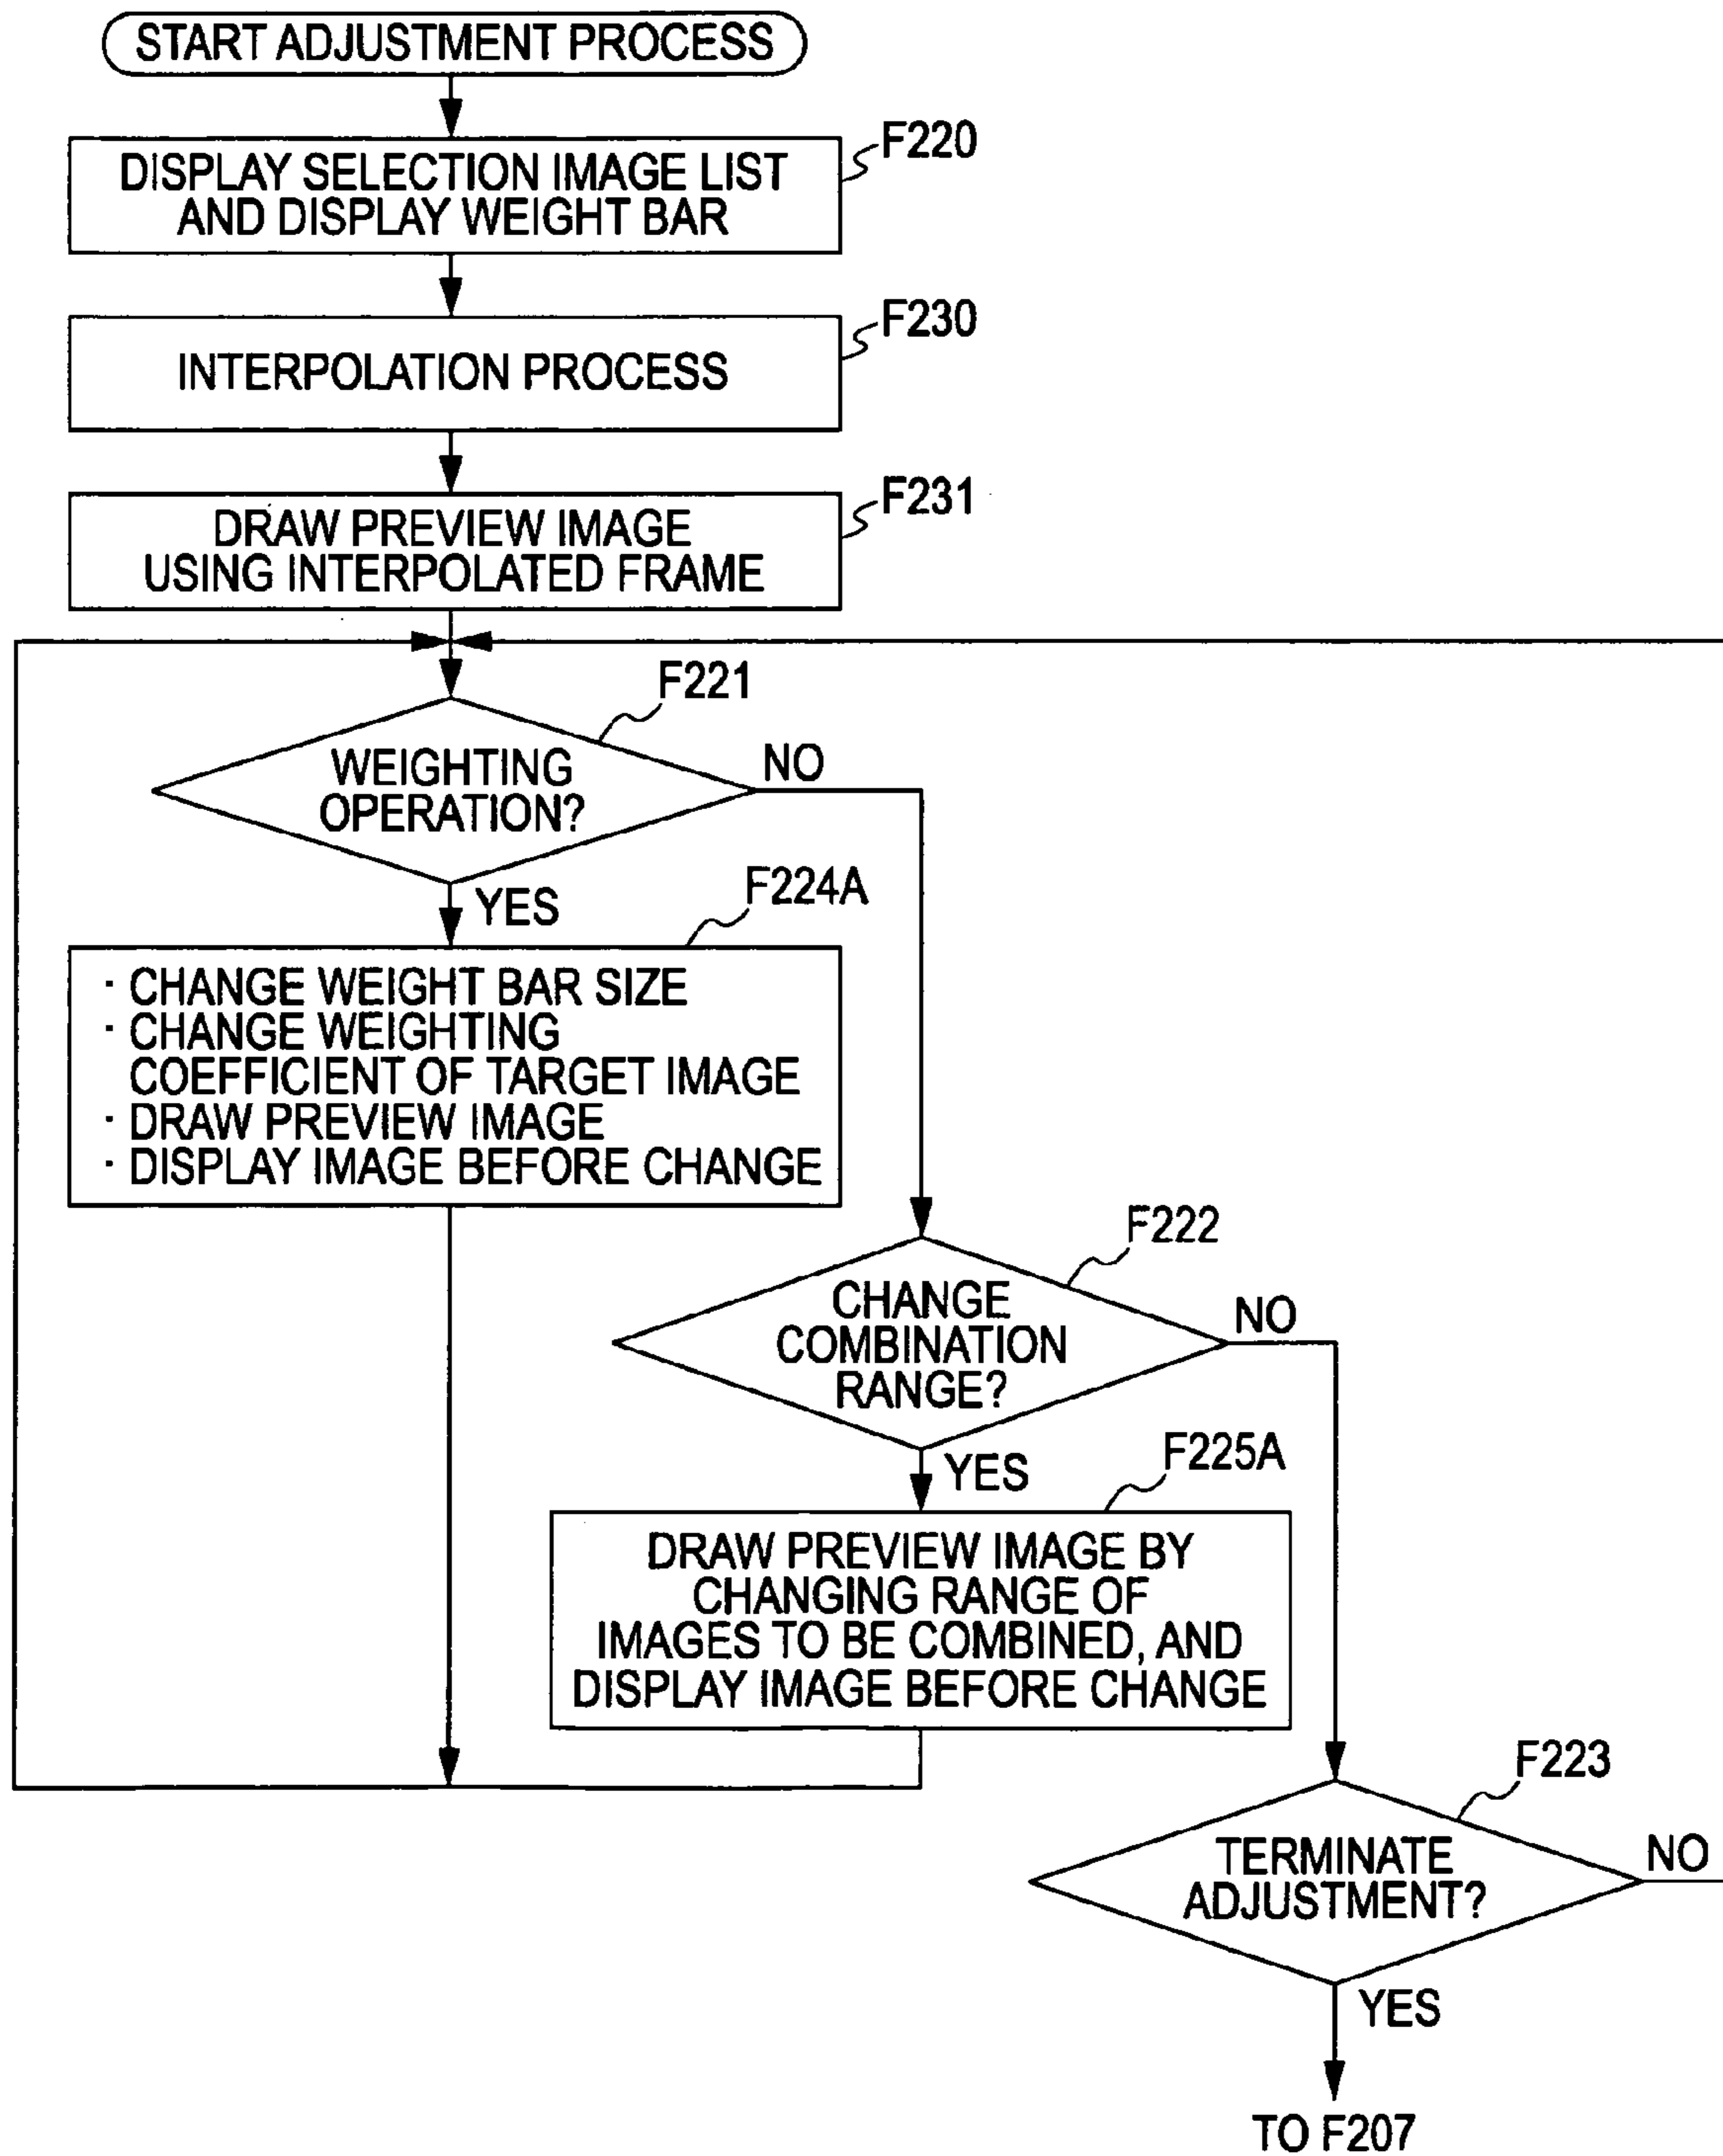 START ADJUSTMENT PROCESS
F220
DISPLAY SELECTION IMAGE LIST
AND DISPLAY WEIGHT BAR
F230
INTERPOLATION PROCESS
F231
DRAW PREVIEW IMAGE
USING INTERPOLATED FRAME
F221
WEIGHTING
OPERATION?
NO
YES
F224A
· CHANGE WEIGHT BAR SIZE
· CHANGE WEIGHTING
COEFFICIENT OF TARGET IMAGE
· DRAW PREVIEW IMAGE
· DISPLAY IMAGE BEFORE CHANGE
F222
CHANGE
COMBINATION
RANGE?
NO
YES
F225A
DRAW PREVIEW IMAGE BY
CHANGING RANGE OF
IMAGES TO BE COMBINED, AND
DISPLAY IMAGE BEFORE CHANGE
F223
TERMINATE
ADJUSTMENT?
NO
YES
TO F207